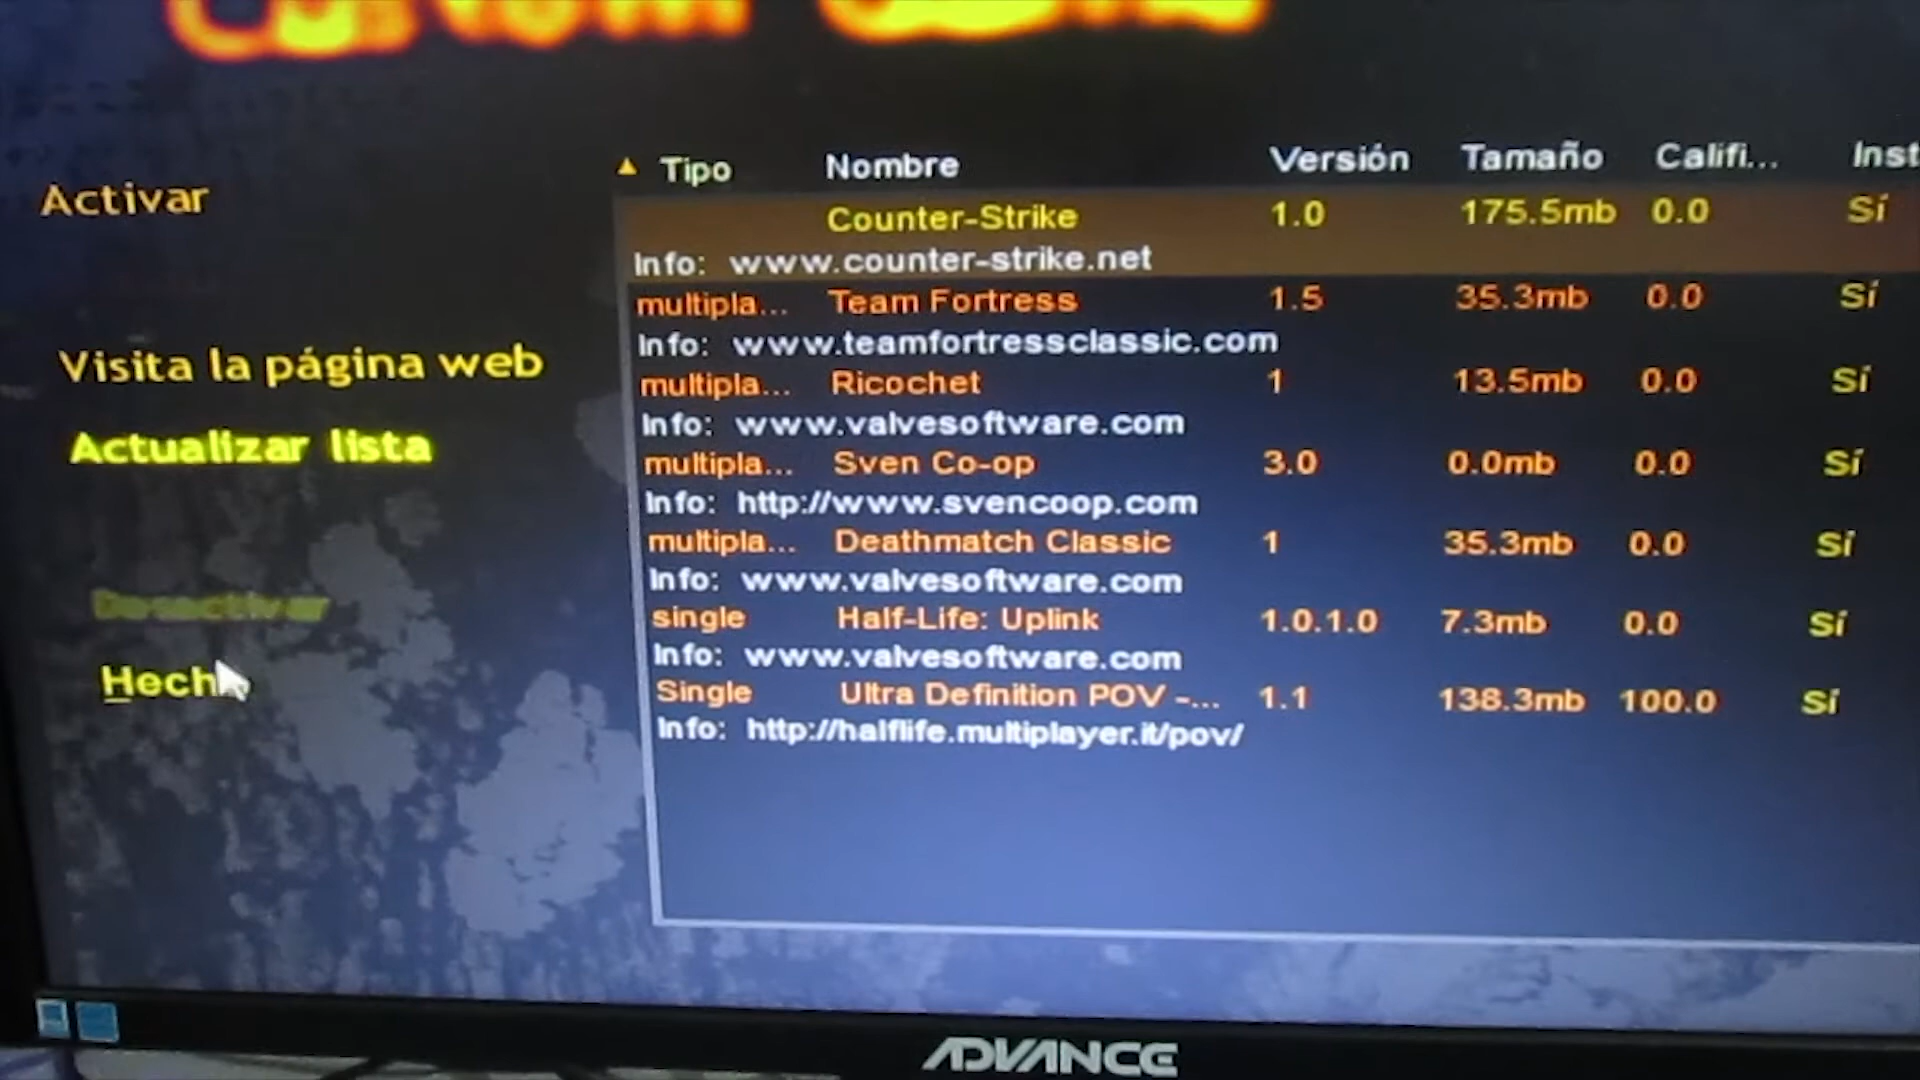 Custom Game
Tipo Nombre Versión Tamaño Califi... Inst
Activar
Counter-Strike 1.0 175.5mb 0.0 Sí
Info: www.counter-strike.net
multipla... Team Fortress 1.5 35.3mb 0.0 Sí
Info: www.teamfortressclassic.com
Visita la página web
multipla... Ricochet 1 13.5mb 0.0 Sí
Info: www.valvesoftware.com
Actualizar lista
multipla... Sven Co-op 3.0 0.0mb 0.0 Sí
Info: http://www.svencoop.com
multipla... Deathmatch Classic 1 35.3mb 0.0 Sí
Info: www.valvesoftware.com
Desactivar
single Half-Life: Uplink 1.0.1.0 7.3mb 0.0 Sí
Info: www.valvesoftware.com
Hech
Single Ultra Definition POV -... 1.1 138.3mb 100.0 Sí
Info: http://halflife.multiplayer.it/pov/
ADVANCE